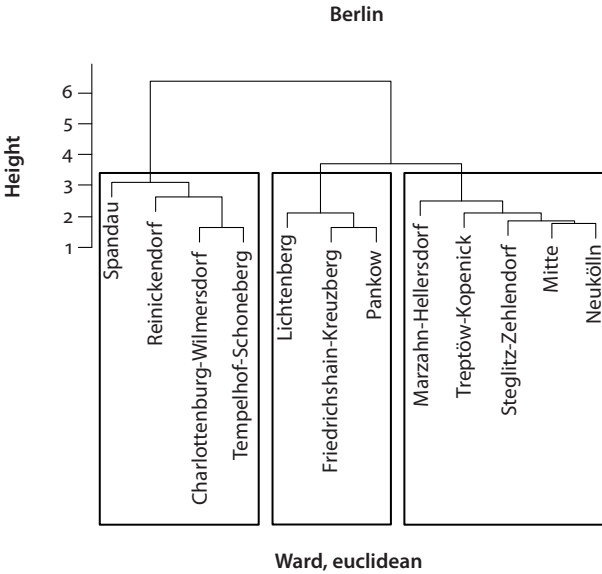 Berlin
Height
6
5
4
3
2
1
Spandau
Reinickendorf
Charlottenburg-Wilmersdorf
Tempelhof-Schoneberg
Lichtenberg
Friedrichshain-Kreuzberg
Pankow
Marzahn-Hellersdorf
Treptöw-Kopenick
Steglitz-Zehlendorf
Mitte
Neukölln
Ward, euclidean